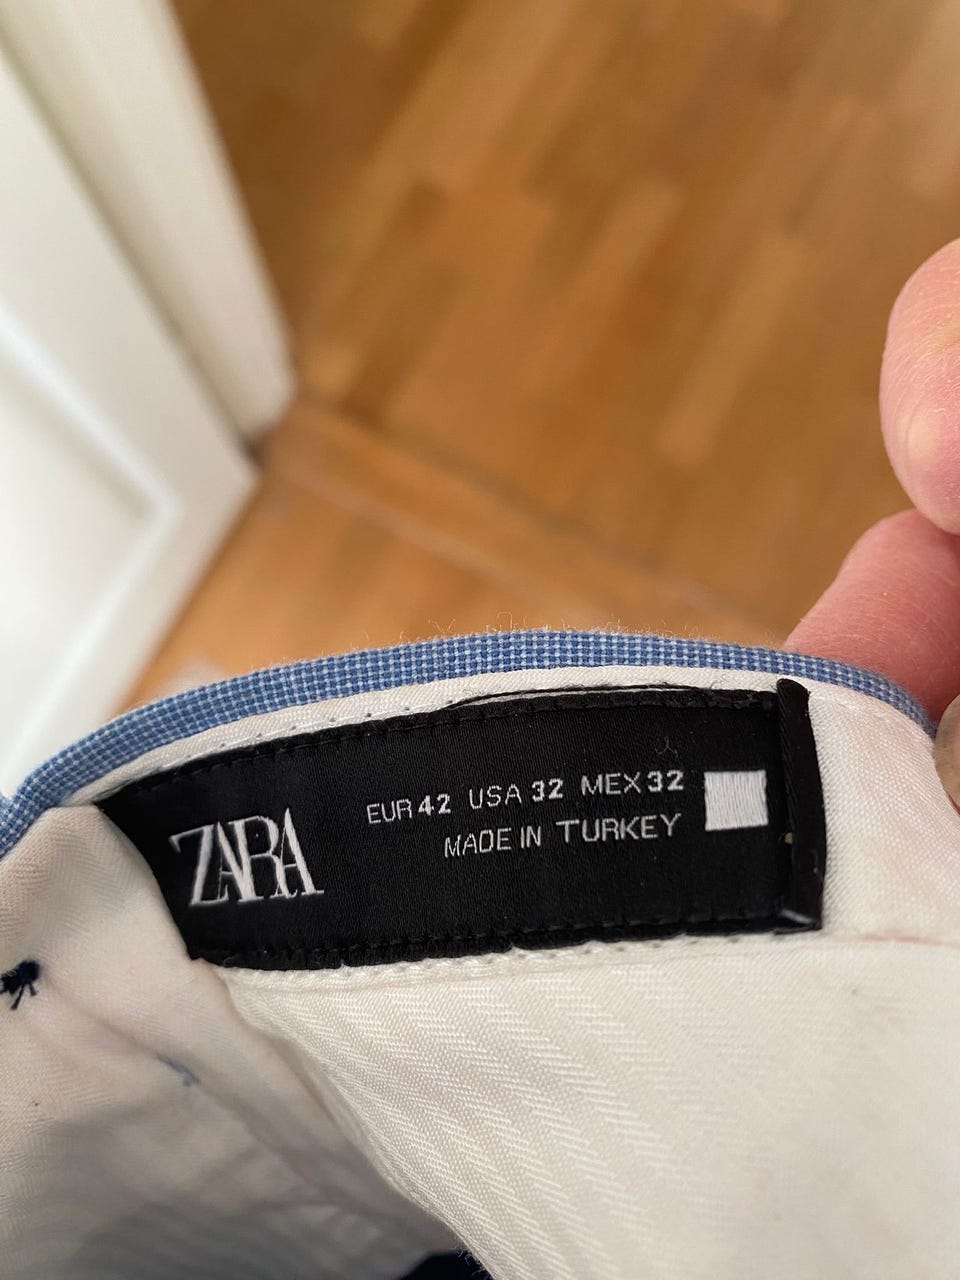 ZARA
EUR 42 USA 32 MEX 32
MADE IN TURKEY